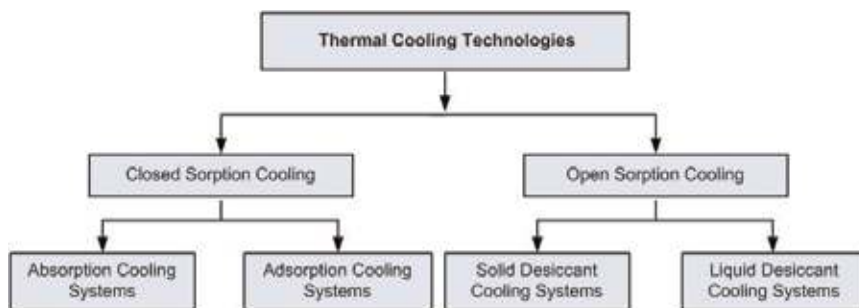 Thermal Cooling Technologies
Closed Sorption Cooling
Open Sorption Cooling
Absorption Cooling
Systems
Adsorption Cooling
Systems
Solid Desiccant
Cooling Systems
Liquid Desiccant
Cooling Systems